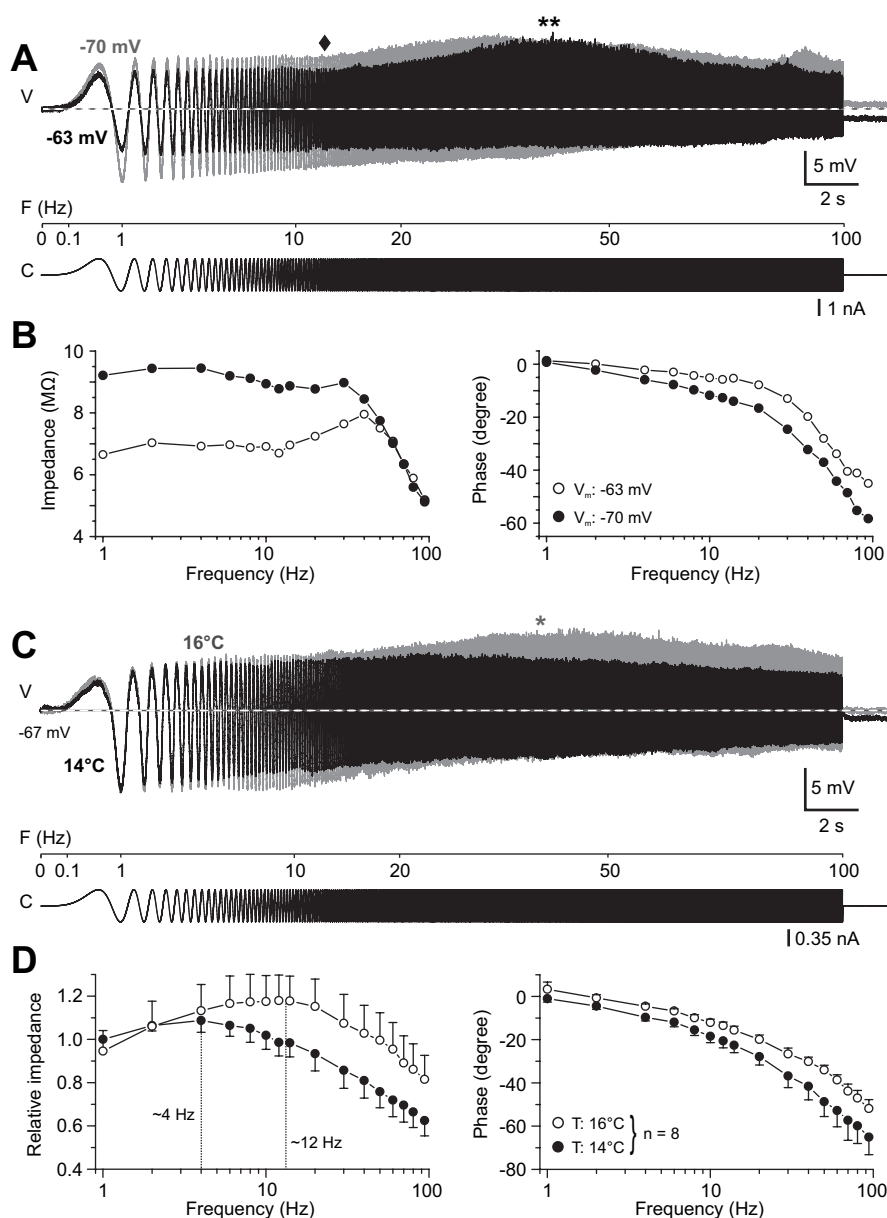 A
-70 mV
♦
**
V
-63 mV
5 mV
2 s
F (Hz)
0 0.1 1 10 20 50 100
C
1 nA
B
10
8
6
4
Impedance (MΩ)
1 10 100
Frequency (Hz)
0
-20
-40
-60
Phase (degree)
Vm: -63 mV
Vm: -70 mV
1 10 100
Frequency (Hz)
C
16°C
*
V
-67 mV
14°C
5 mV
2 s
F (Hz)
0 0.1 1 10 20 50 100
C
0.35 nA
D
1.2
1.0
0.8
0.6
0.4
Relative impedance
~4 Hz
~12 Hz
1 10 100
Frequency (Hz)
0
-20
-40
-60
-80
Phase (degree)
T: 16°C
T: 14°C
n = 8
1 10 100
Frequency (Hz)